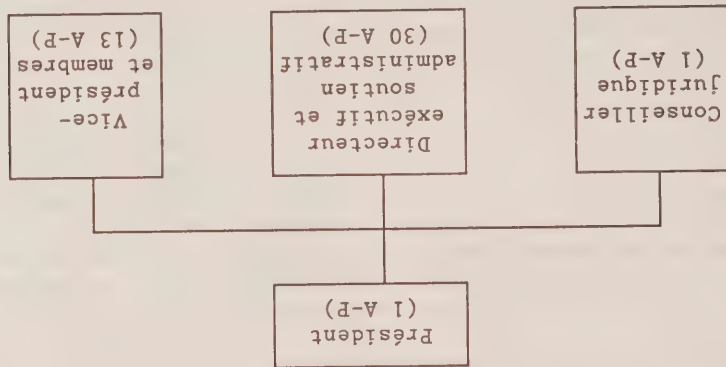 Président
(1 A-P)
Conseiller
juridique
(1 A-P)
Directeur
exécutif et
soutien
administratif
(30 A-P)
Vice-
président
et membres
(13 A-P)